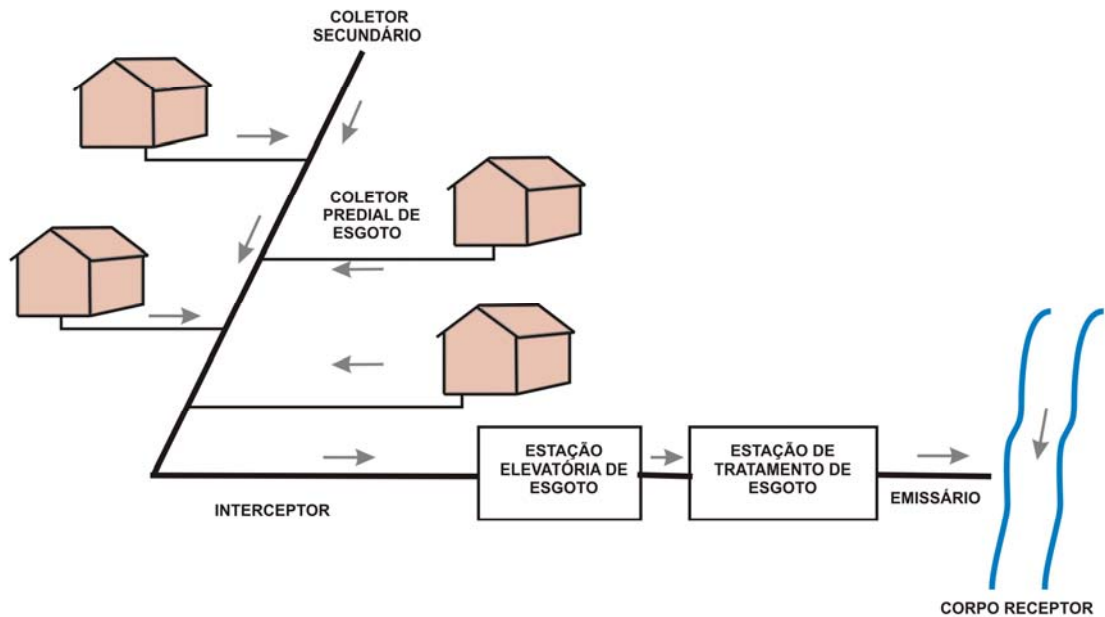 COLETOR
SECUNDÁRIO
COLETOR
PREDIAL DE
ESGOTO
ESTAÇÃO
ELEVATÓRIA DE
ESGOTO
ESTAÇÃO DE
TRATAMENTO DE
ESGOTO
INTERCEPTOR
EMISSÁRIO
CORPO RECEPTOR